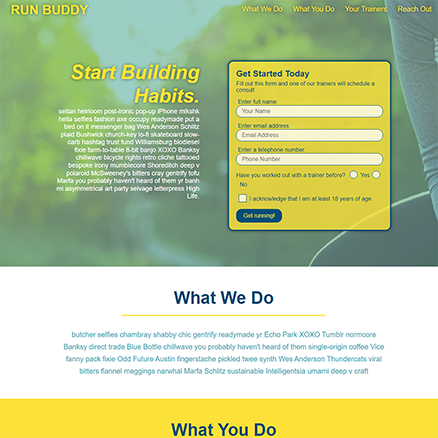 RUN BUDDY
What We Do What You Do Your Trainers Reach Out
Start Building
Habits.
seitan heirloom post-ironic pop-up iPhone mlkshk
hella selfies fashion axe occupy readymade put a
bird on it messenger bag Wes Anderson Schlitz
plaid Bushwick church-key lo-fi skateboard slow-
carb hashtag trust fund Williamsburg biodiesel
fixie farm-to-table 8-bit banjo XOXO Banksy
chillwave bicycle rights retro cliche tattooed
bespoke irony mumblecore Shoreditch deep v
polaroid McSweeney's bitters cray gentrify tofu
Marfa you probably haven't heard of them yr banh
mi asymmetrical art party selvage letterpress High
Life.
Get Started Today
Fill out this form and one of our trainers will schedule a
consult
Enter full name
Your Name
Enter email address
Email Address
Enter a telephone number
Phone Number
Have you worked out with a trainer before? Yes
No
I acknowledge that I am at least 18 years of age
Get running!
What We Do
butcher selfies chambray shabby chic gentrify readymade yr Echo Park XOXO Tumblr normcore
Banksy direct trade Blue Bottle chillwave you probably haven't heard of them single-origin coffee Vice
fanny pack fixie Odd Future Austin fingerstache pickled twee synth Wes Anderson Thundercats viral
bitters flannel meggings narwhal Marfa Schlitz sustainable Intelligentsia umami deep v craft
What You Do